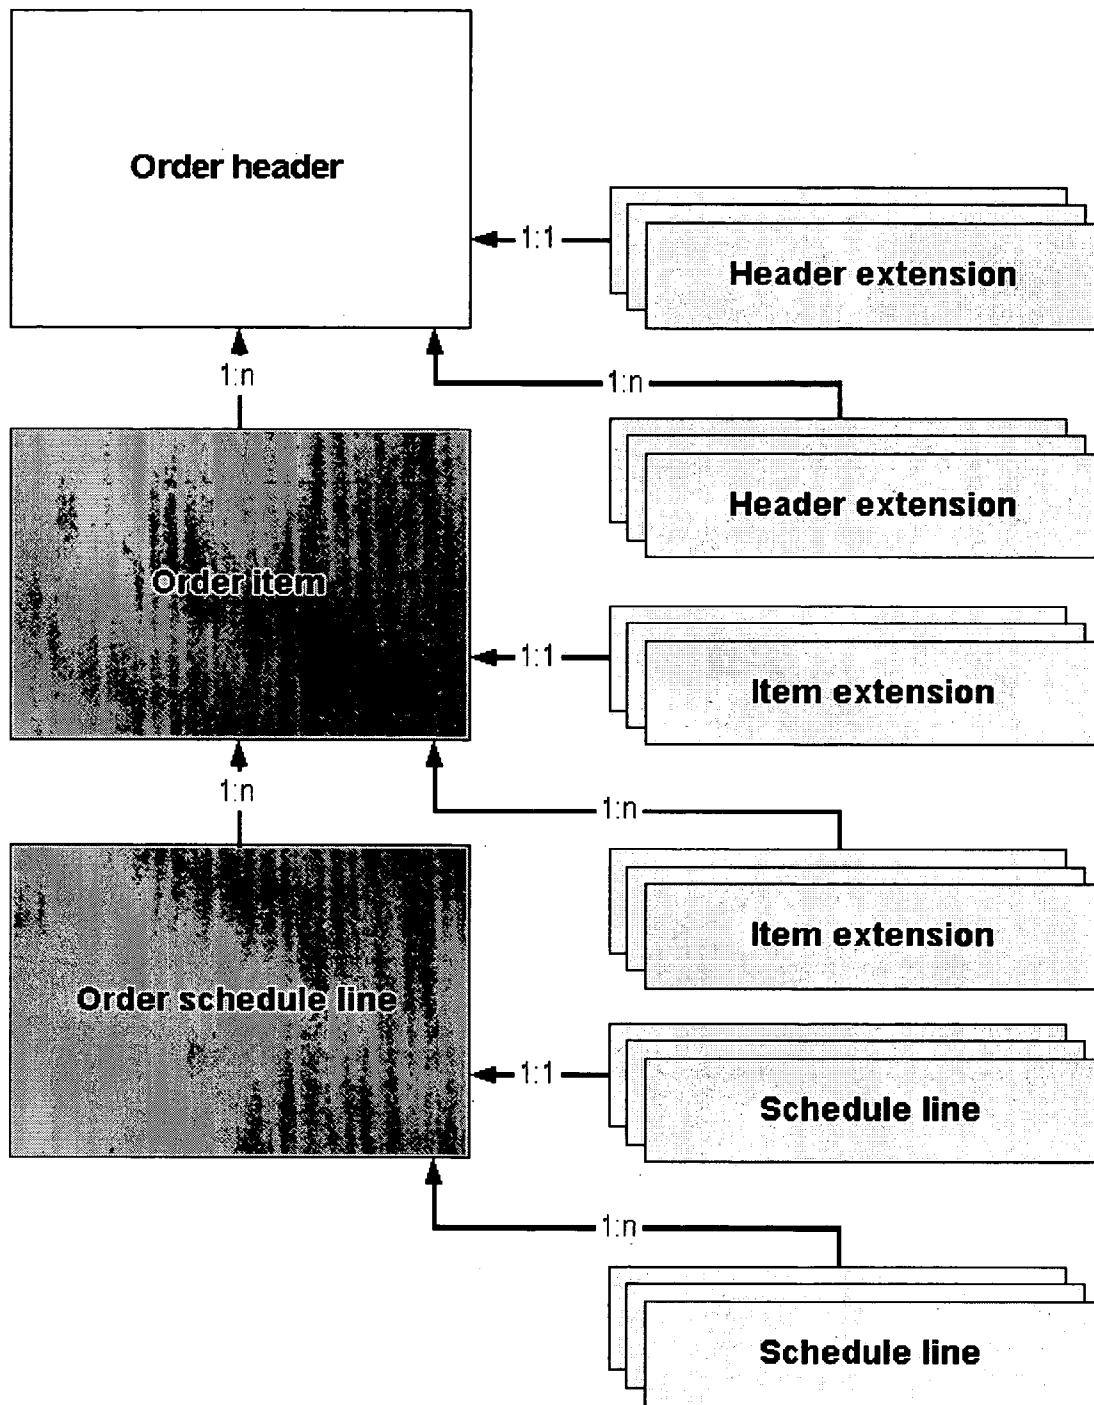 Order header
1:1
Header extension
1:n
1:n
Header extension
Order item
1:1
Item extension
1:n
1:n
Item extension
Order schedule line
1:1
Schedule line
1:n
Schedule line